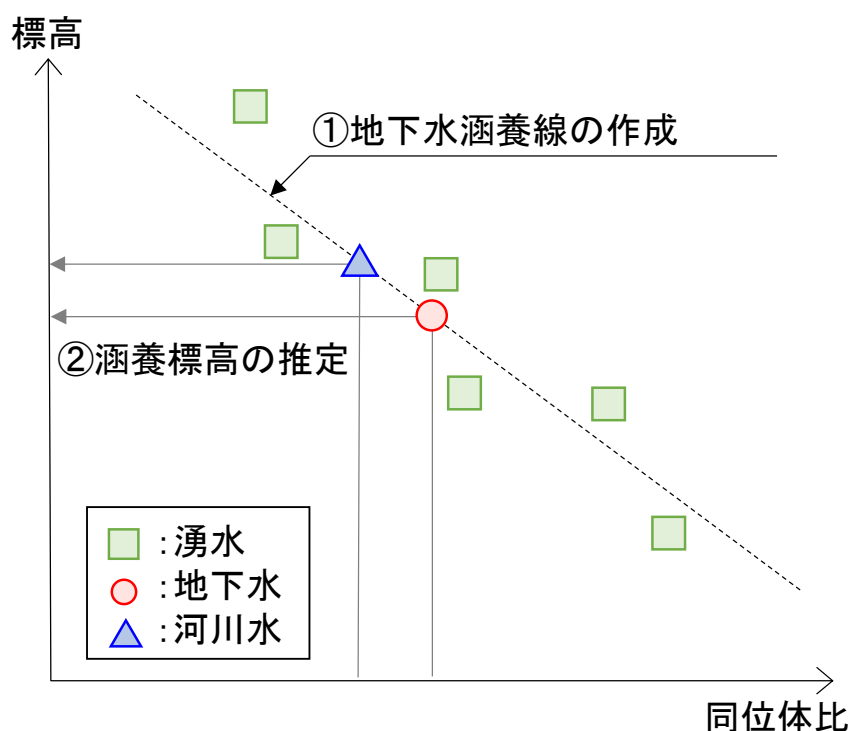 標高
①地下水涵養線の作成
②涵養標高の推定
:湧水
:地下水
:河川水
同位体比